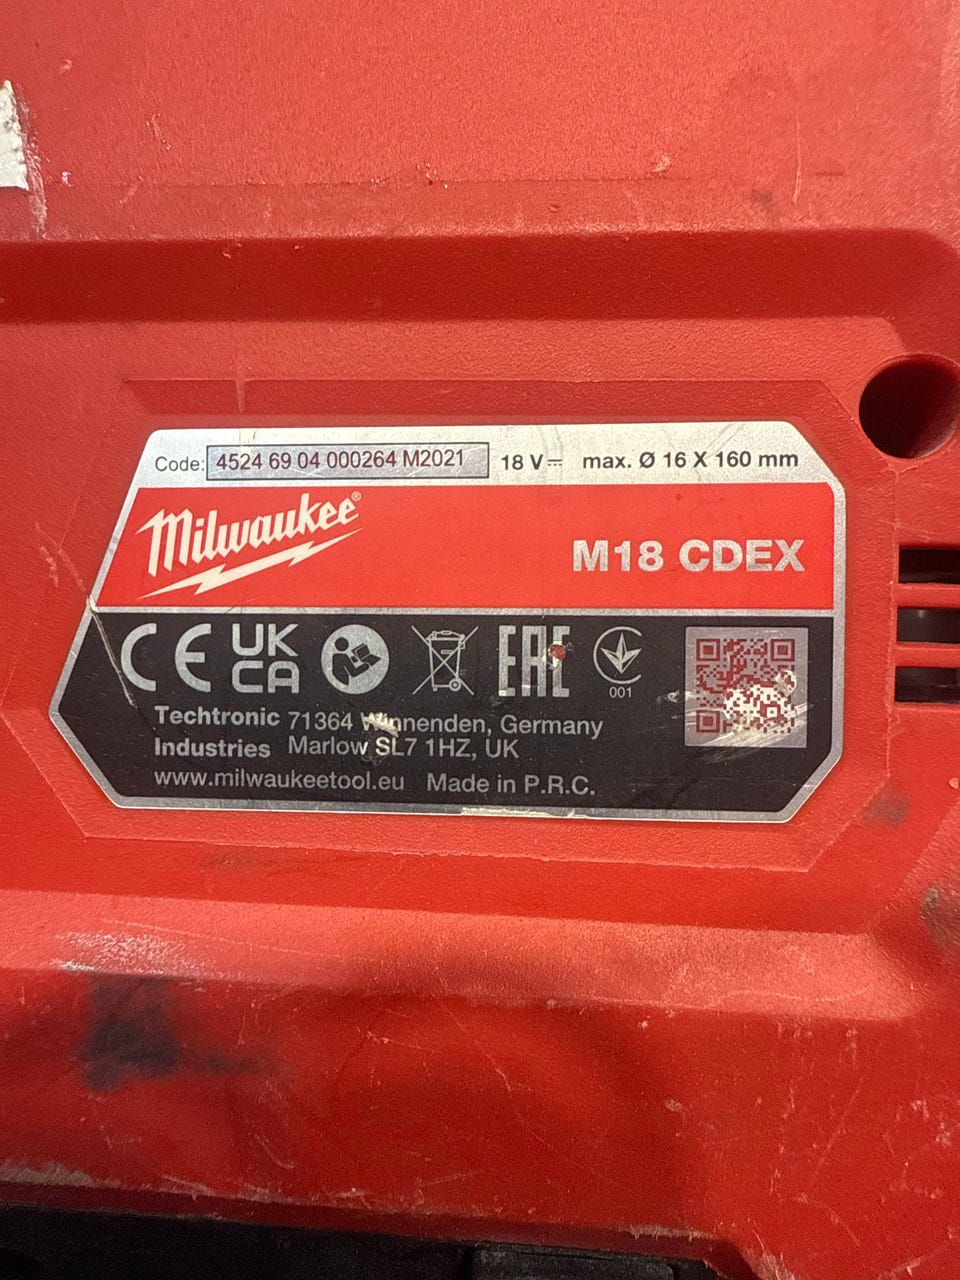 Code: 4524 69 04 000264 M2021 18 V⎓ max. Ø 16 X 160 mm
Milwaukee®
M18 CDEX
CE UK CA EAC 001
Techtronic 71364 Winnenden, Germany
Industries Marlow SL7 1HZ, UK
www.milwaukeetool.eu Made in P.R.C.